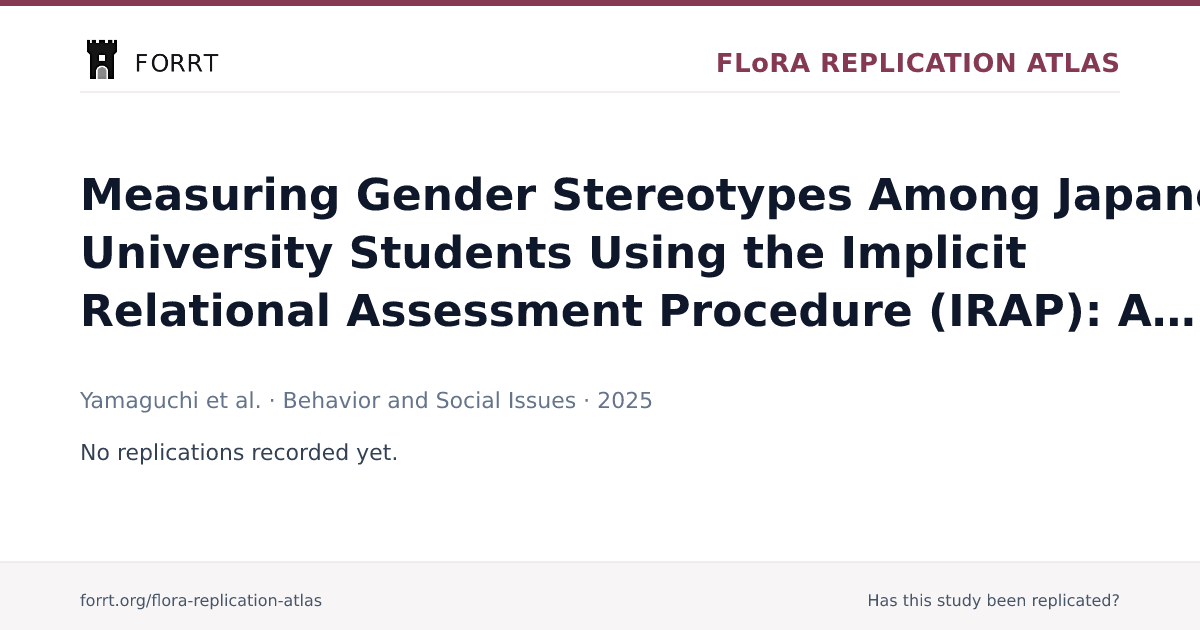 FORRT
FLoRA REPLICATION ATLAS
Measuring Gender Stereotypes Among Japan
University Students Using the Implicit
Relational Assessment Procedure (IRAP): A...
Yamaguchi et al. · Behavior and Social Issues · 2025
No replications recorded yet.
forrt.org/flora-replication-atlas
Has this study been replicated?